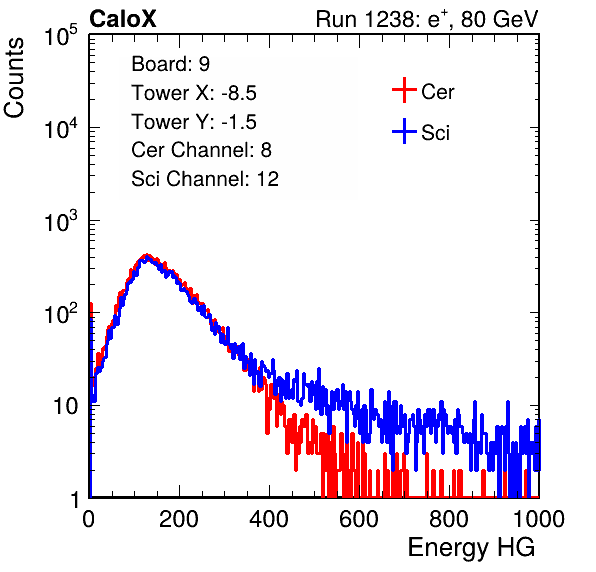 CaloX Run 1238: e+, 80 GeV
Counts
10^5
10^4
10^3
10^2
10
1
Board: 9
Tower X: -8.5
Tower Y: -1.5
Cer Channel: 8
Sci Channel: 12
Cer
Sci
0 200 400 600 800 1000
Energy HG